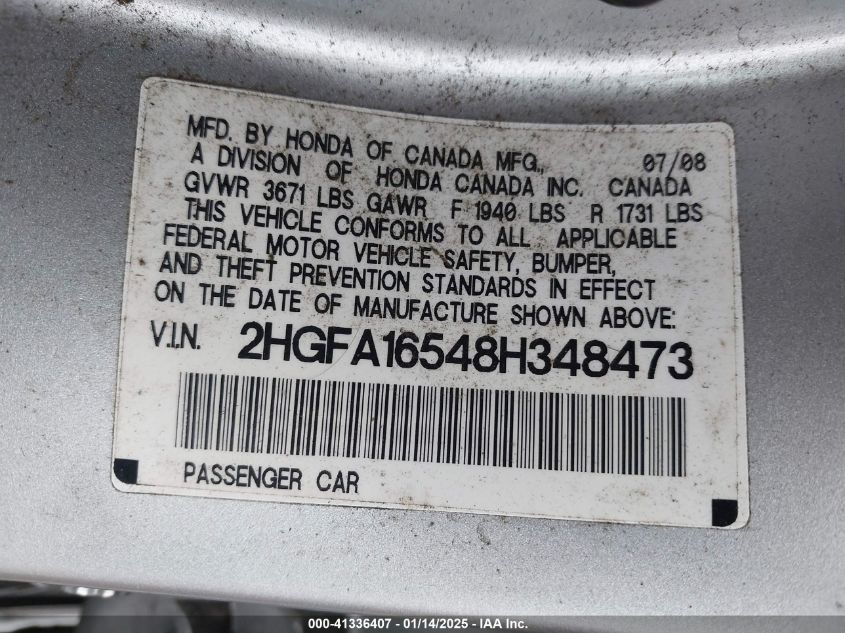 MFD. BY HONDA OF CANADA MFG., 07/08
A DIVISION OF HONDA CANADA INC. CANADA
GVWR 3671 LBS GAWR F 1940 LBS R 1731 LBS
THIS VEHICLE CONFORMS TO ALL APPLICABLE
FEDERAL MOTOR VEHICLE SAFETY, BUMPER,
AND THEFT PREVENTION STANDARDS IN EFFECT
ON THE DATE OF MANUFACTURE SHOWN ABOVE:
V.I.N. 2HGFA16548H348473
PASSENGER CAR
000-41336407 - 01/14/2025 - IAA Inc.